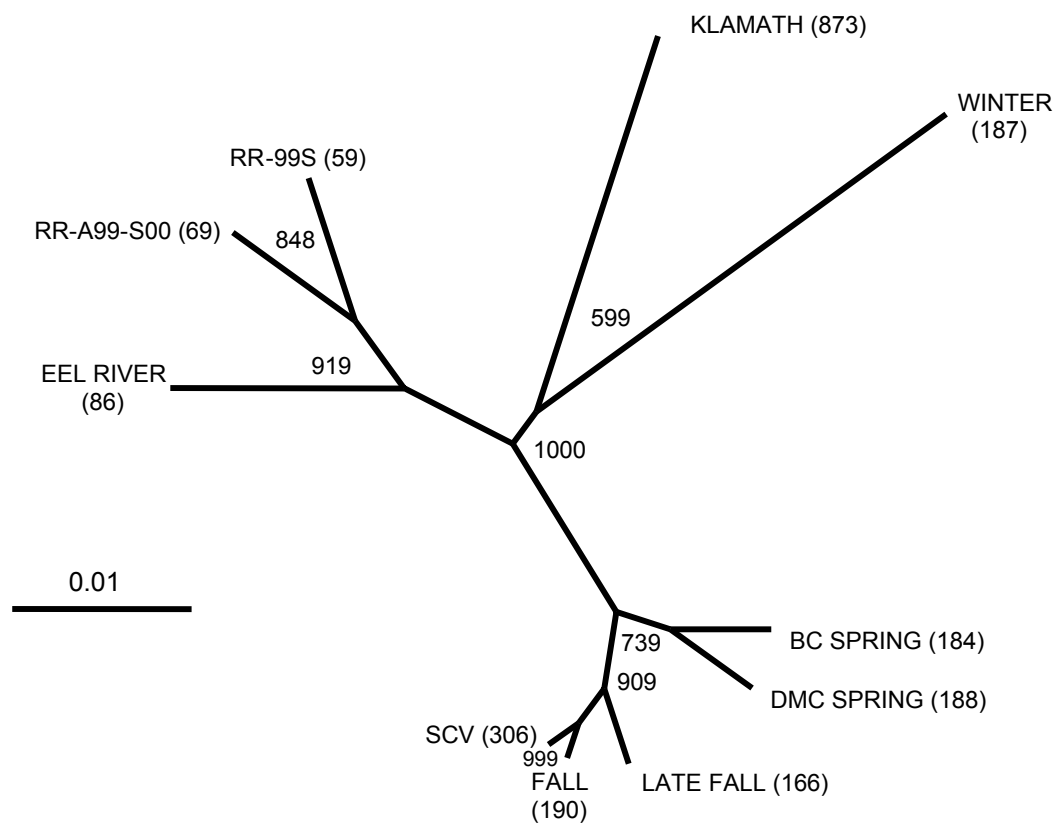 KLAMATH (873)
WINTER
(187)
RR-99S (59)
RR-A99-S00 (69)
848
599
919
EEL RIVER
(86)
1000
0.01
739
BC SPRING (184)
909
DMC SPRING (188)
SCV (306)
999
FALL
(190)
LATE FALL (166)